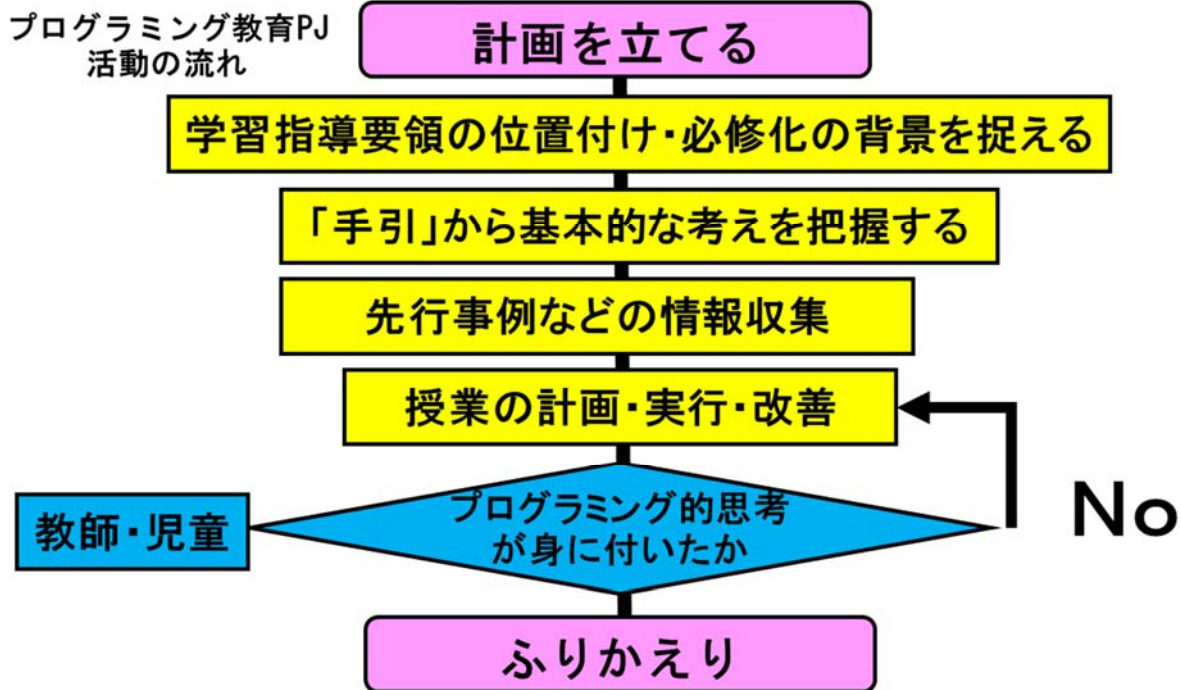 プログラミング教育PJ
活動の流れ
計画を立てる
学習指導要領の位置付け・必修化の背景を捉える
「手引」から基本的な考えを把握する
先行事例などの情報収集
授業の計画・実行・改善
プログラミング的思考
が身に付いたか
教師・児童
No
ふりかえり